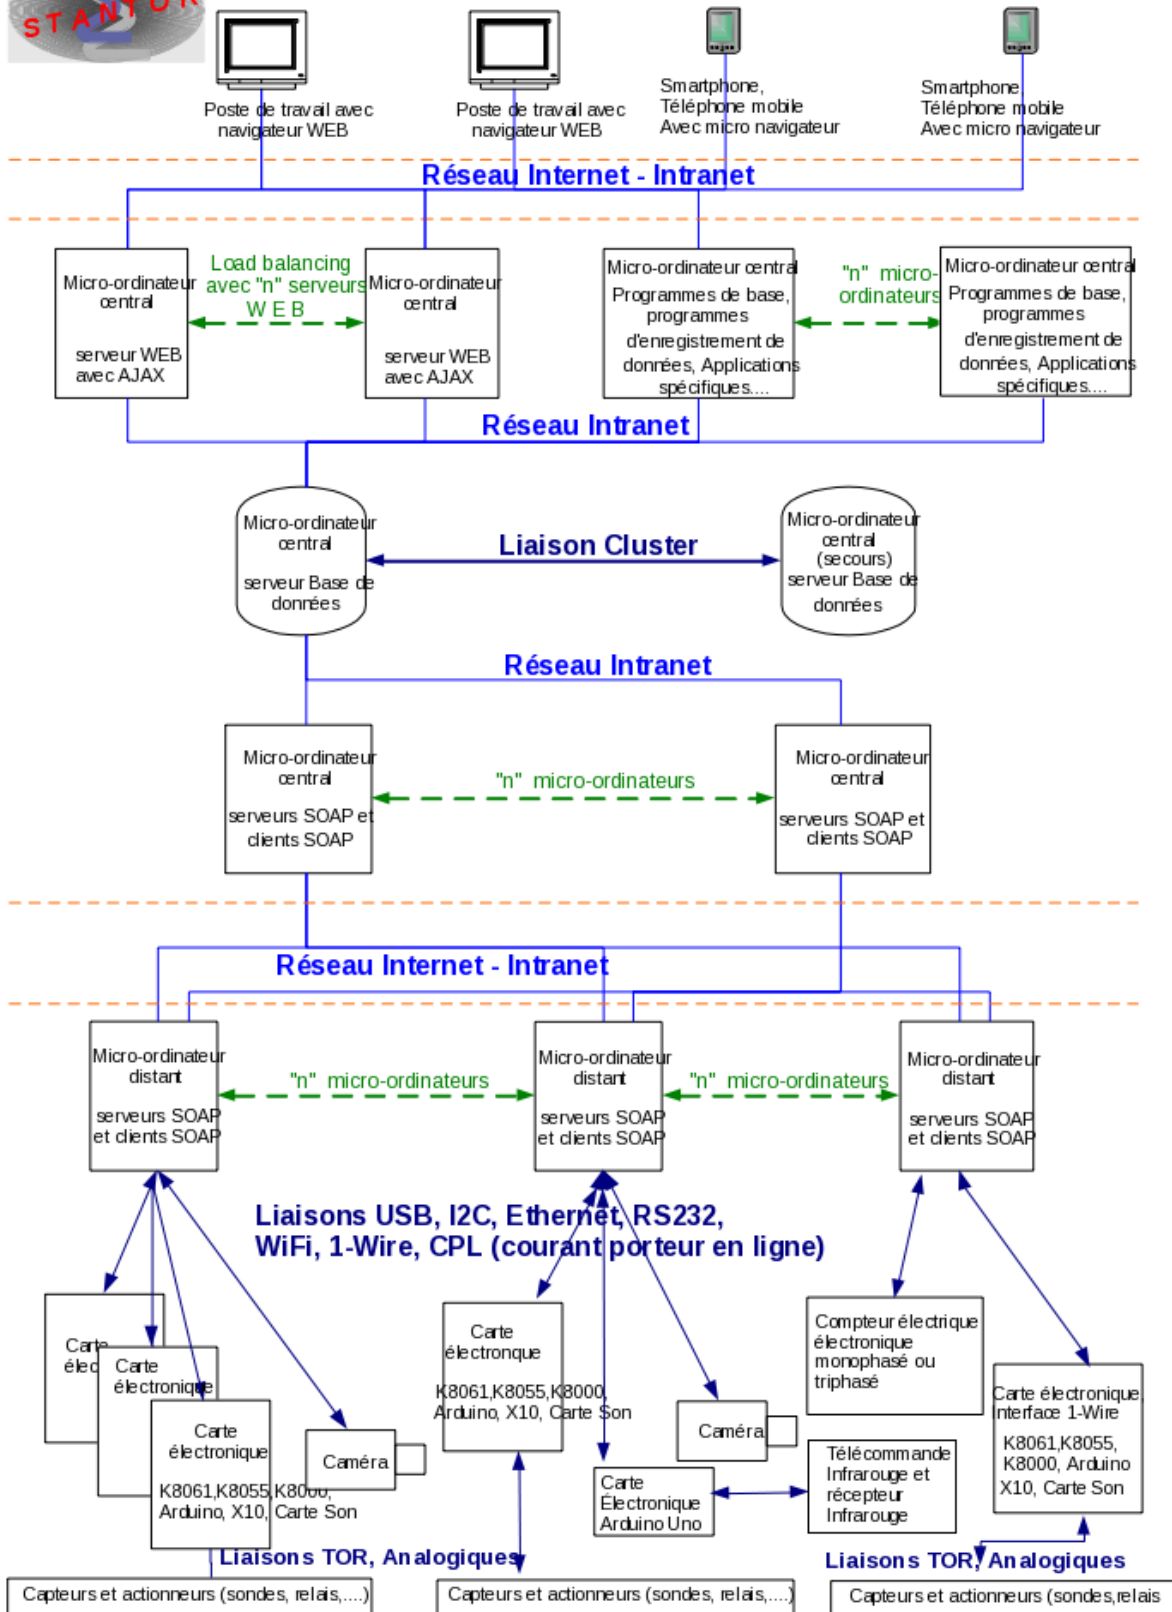 STANTOR
Poste de travail avec
navigateur WEB
Poste de travail avec
navigateur WEB
Smartphone,
Téléphone mobile
Avec micro navigateur
Smartphone,
Téléphone mobile
Avec micro navigateur
Réseau Internet - Intranet
Micro-ordinateur
central
serveur WEB
avec AJAX
Load balancing
avec "n" serveurs
W E B
Micro-ordinateur
central
serveur WEB
avec AJAX
Micro-ordinateur central
Programmes de base,
programmes
d'enregistrement de
données, Applications
spécifiques....
"n" micro-
ordinateurs
Micro-ordinateur central
Programmes de base,
programmes
d'enregistrement de
données, Applications
spécifiques....
Réseau Intranet
Micro-ordinateur
central
serveur Base de
données
Liaison Cluster
Micro-ordinateur
central
(secours)
serveur Base de
données
Réseau Intranet
Micro-ordinateur
central
serveurs SOAP et
clients SOAP
"n" micro-ordinateurs
Micro-ordinateur
central
serveurs SOAP et
clients SOAP
Réseau Internet - Intranet
Micro-ordinateur
distant
serveurs SOAP
et clients SOAP
"n" micro-ordinateurs
Micro-ordinateur
distant
serveurs SOAP
et clients SOAP
"n" micro-ordinateurs
Micro-ordinateur
distant
serveurs SOAP
et clients SOAP
Liaisons USB, I2C, Ethernet, RS232,
WiFi, 1-Wire, CPL (courant porteur en ligne)
Carte
élec
Carte
électronique
Carte
électronique
K8061,K8055,K8000,
Arduino, X10, Carte Son
Caméra
Carte
électronque
K8061,K8055,K8000,
Arduino, X10, Carte Son
Caméra
Carte
Électronique
Arduino Uno
Télécommande
Infrarouge et
récepteur
Infrarouge
Compteur électrique
électronique
monophasé ou
triphasé
Carte électronique,
Interface 1-Wire
K8061,K8055,
K8000, Arduino
X10, Carte Son
Liaisons TOR, Analogiques
Liaisons TOR, Analogiques
Capteurs et actionneurs (sondes, relais,....)
Capteurs et actionneurs (sondes, relais,....)
Capteurs et actionneurs (sondes,relais